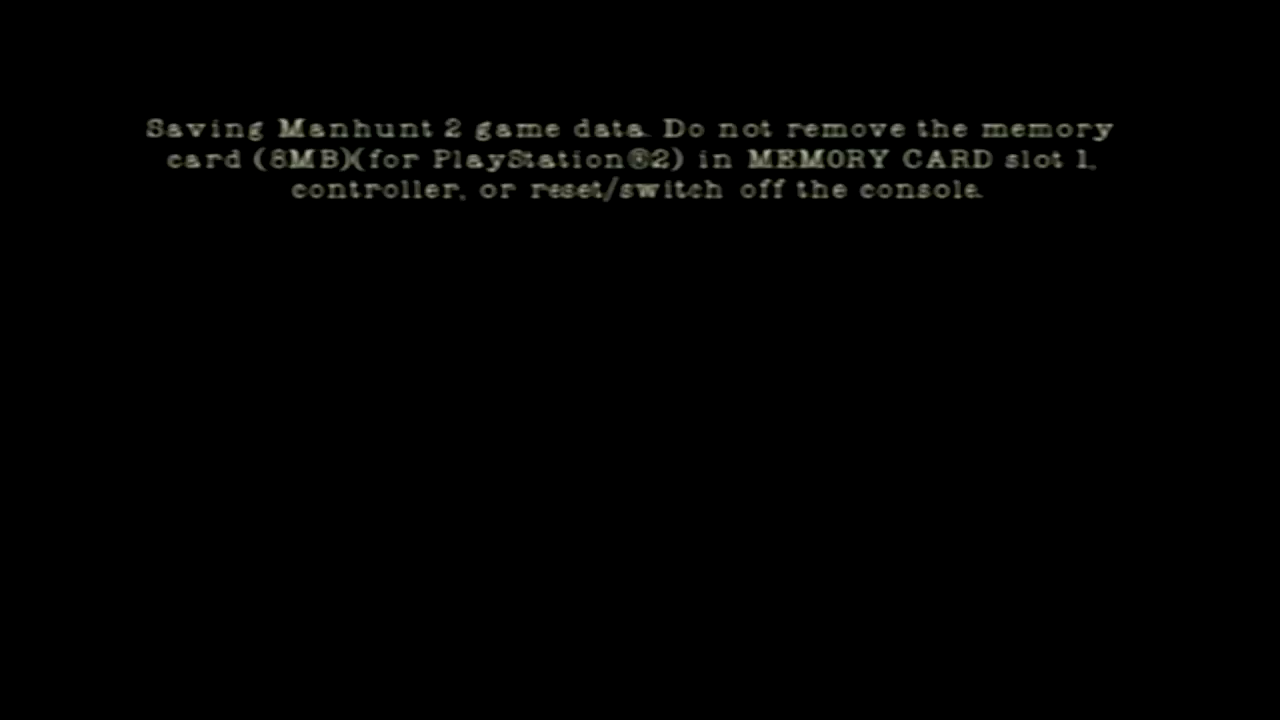 Saving Manhunt 2 game data. Do not remove the memory
card (8MB)(for PlayStation®2) in MEMORY CARD slot 1,
controller, or reset/switch off the console.